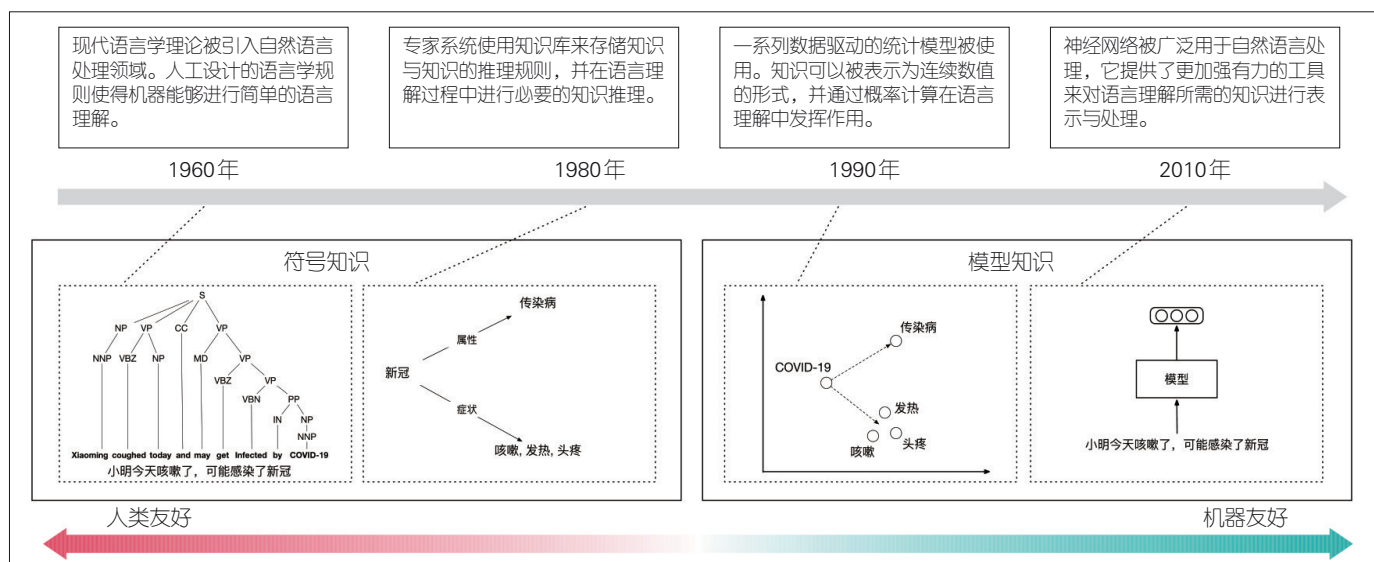 现代语言学理论被引入自然语言
处理领域。人工设计的语言学规
则使得机器能够进行简单的语言
理解。
专家系统使用知识库来存储知识
与知识的推理规则，并在语言理
解过程中进行必要的知识推理。
一系列数据驱动的统计模型被使
用。知识可以被表示为连续数值
的形式，并通过概率计算在语言
理解中发挥作用。
神经网络被广泛用于自然语言处
理，它提供了更加强有力的工具
来对语言理解所需的知识进行表
示与处理。
1960年
1980年
1990年
2010年
符号知识
S
NP VP CC VP
NNP VBZ NP MD VP
VBZ VP
VBN PP
IN NP
NNP
Xiaoming coughed today and may get Infected by COVID-19
小明今天咳嗽了，可能感染了新冠
传染病
属性
新冠
症状
咳嗽, 发热, 头疼
模型知识
传染病
COVID-19
发热
咳嗽
头疼
模型
小明今天咳嗽了，可能感染了新冠
人类友好
机器友好